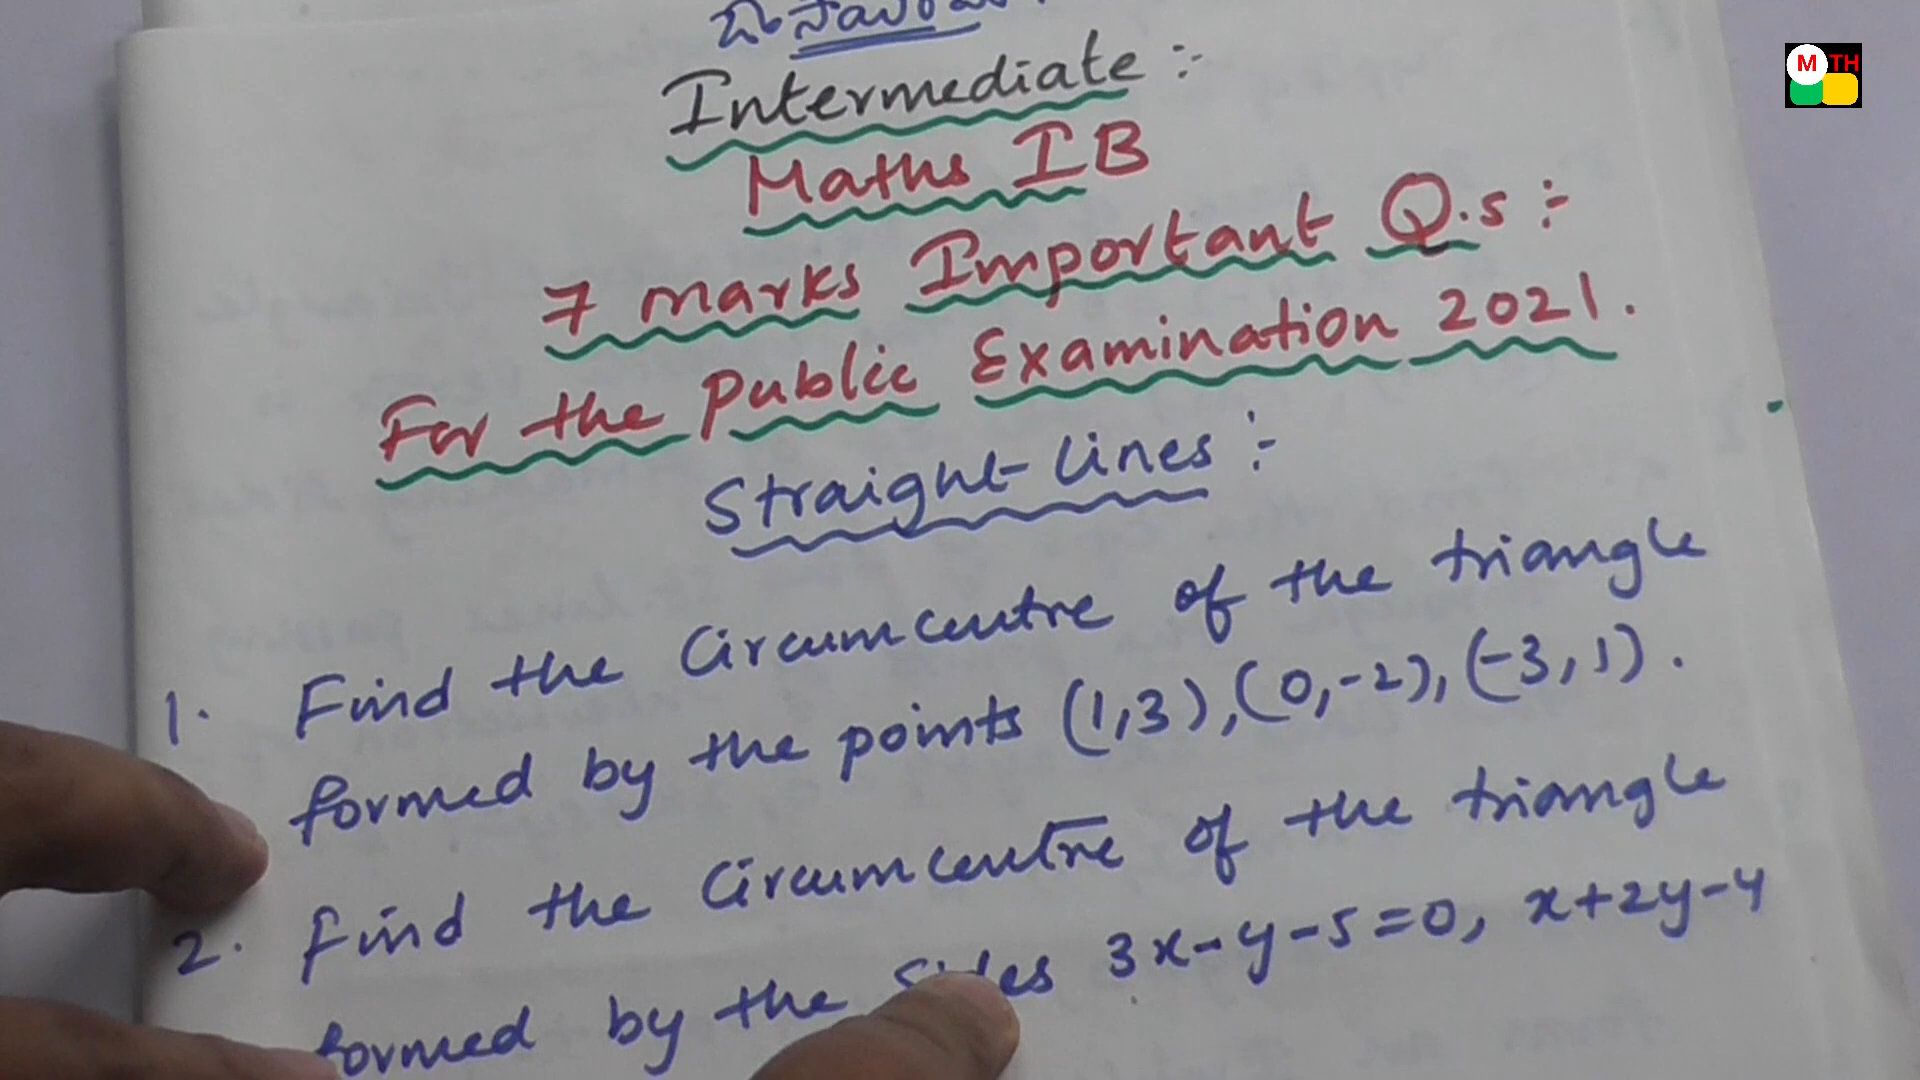 Intermediate :-
Maths IB
7 marks Important Q.s :-
For the Public Examination 2021.
Straight lines :-
1. Find the Circumcentre of the triangle
formed by the points (1,3), (0,-2), (-3,1).
2. Find the Circumcentre of the triangle
formed by the Sides 3x-y-5=0, x+2y-4
M TH